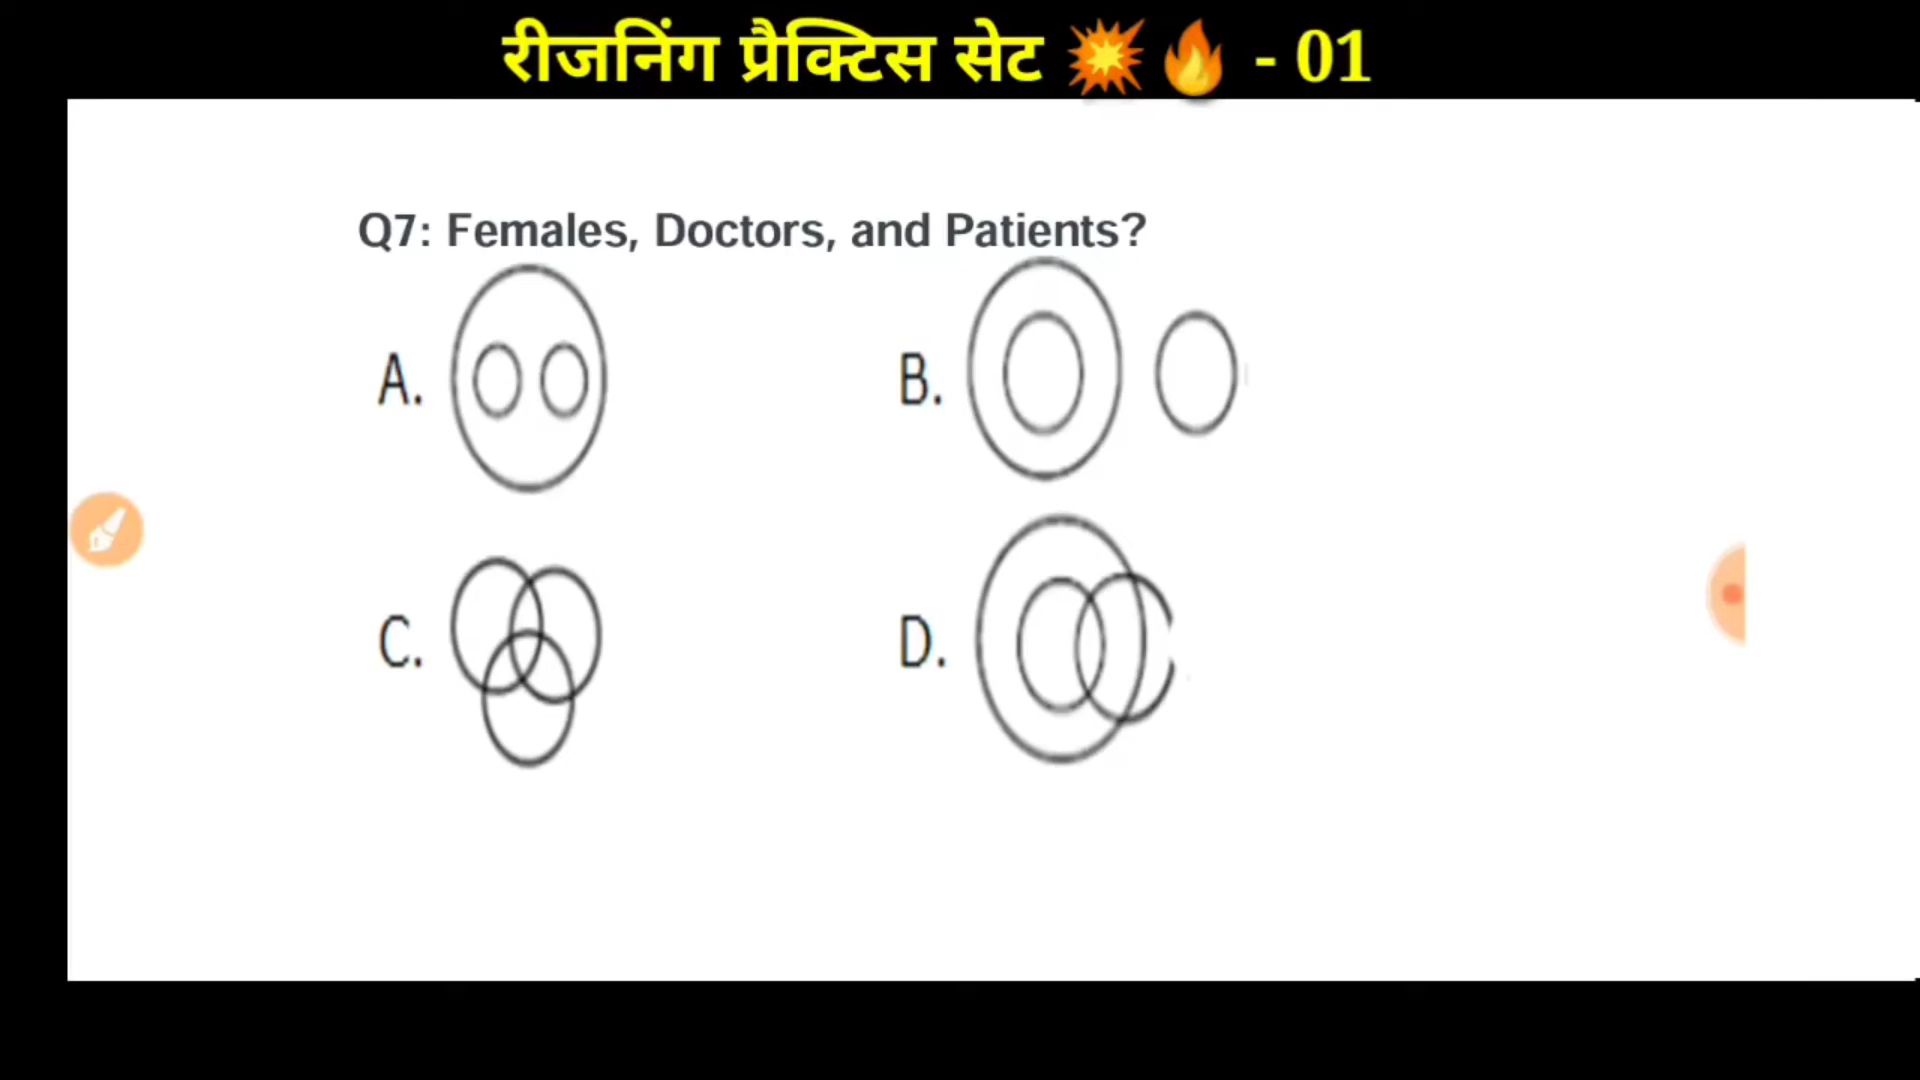 रीजनिंग प्रैक्टिस सेट 💥🔥 - 01
Q7: Females, Doctors, and Patients?
A.
B.
C.
D.